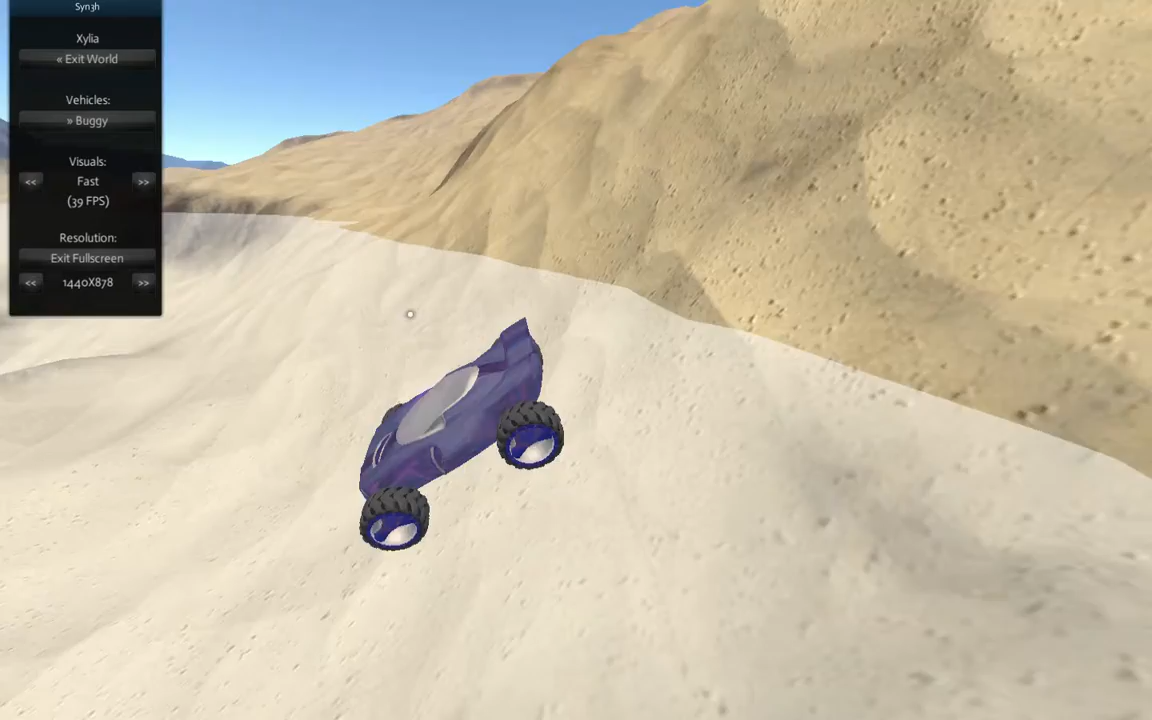 Syn3h
Xylia
« Exit World
Vehicles:
» Buggy
Visuals:
<< Fast >>
(39 FPS)
Resolution:
Exit Fullscreen
<< 1440X878 >>